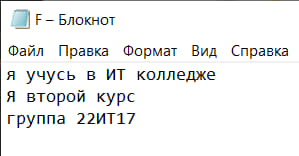 F – Блокнот
Файл Правка Формат Вид Справка
я учусь в ИТ колледже
Я второй курс
группа 22ИТ17